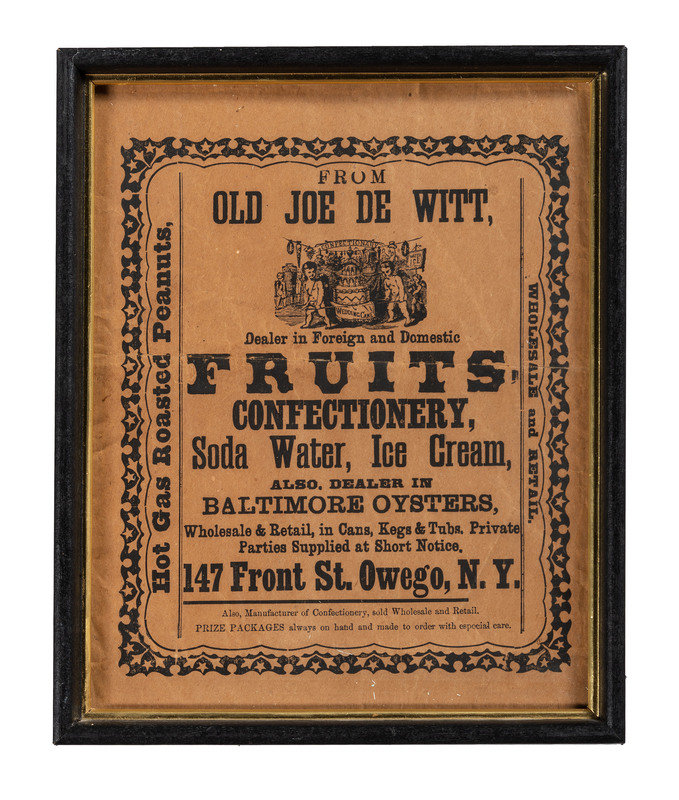 FROM
OLD JOE DE WITT,
CONFECTIONARY
WEDDING CAKE
Dealer in Foreign and Domestic
FRUITS,
CONFECTIONERY,
Soda Water, Ice Cream,
ALSO, DEALER IN
BALTIMORE OYSTERS,
Wholesale & Retail, in Cans, Kegs & Tubs. Private
Parties Supplied at Short Notice.
147 Front St. Owego, N. Y.
Also, Manufacturer of Confectionery, sold Wholesale and Retail.
PRIZE PACKAGES always on hand and made to order with especial care.
Hot Gas Roasted Peanuts,
WHOLESALE and RETAIL.